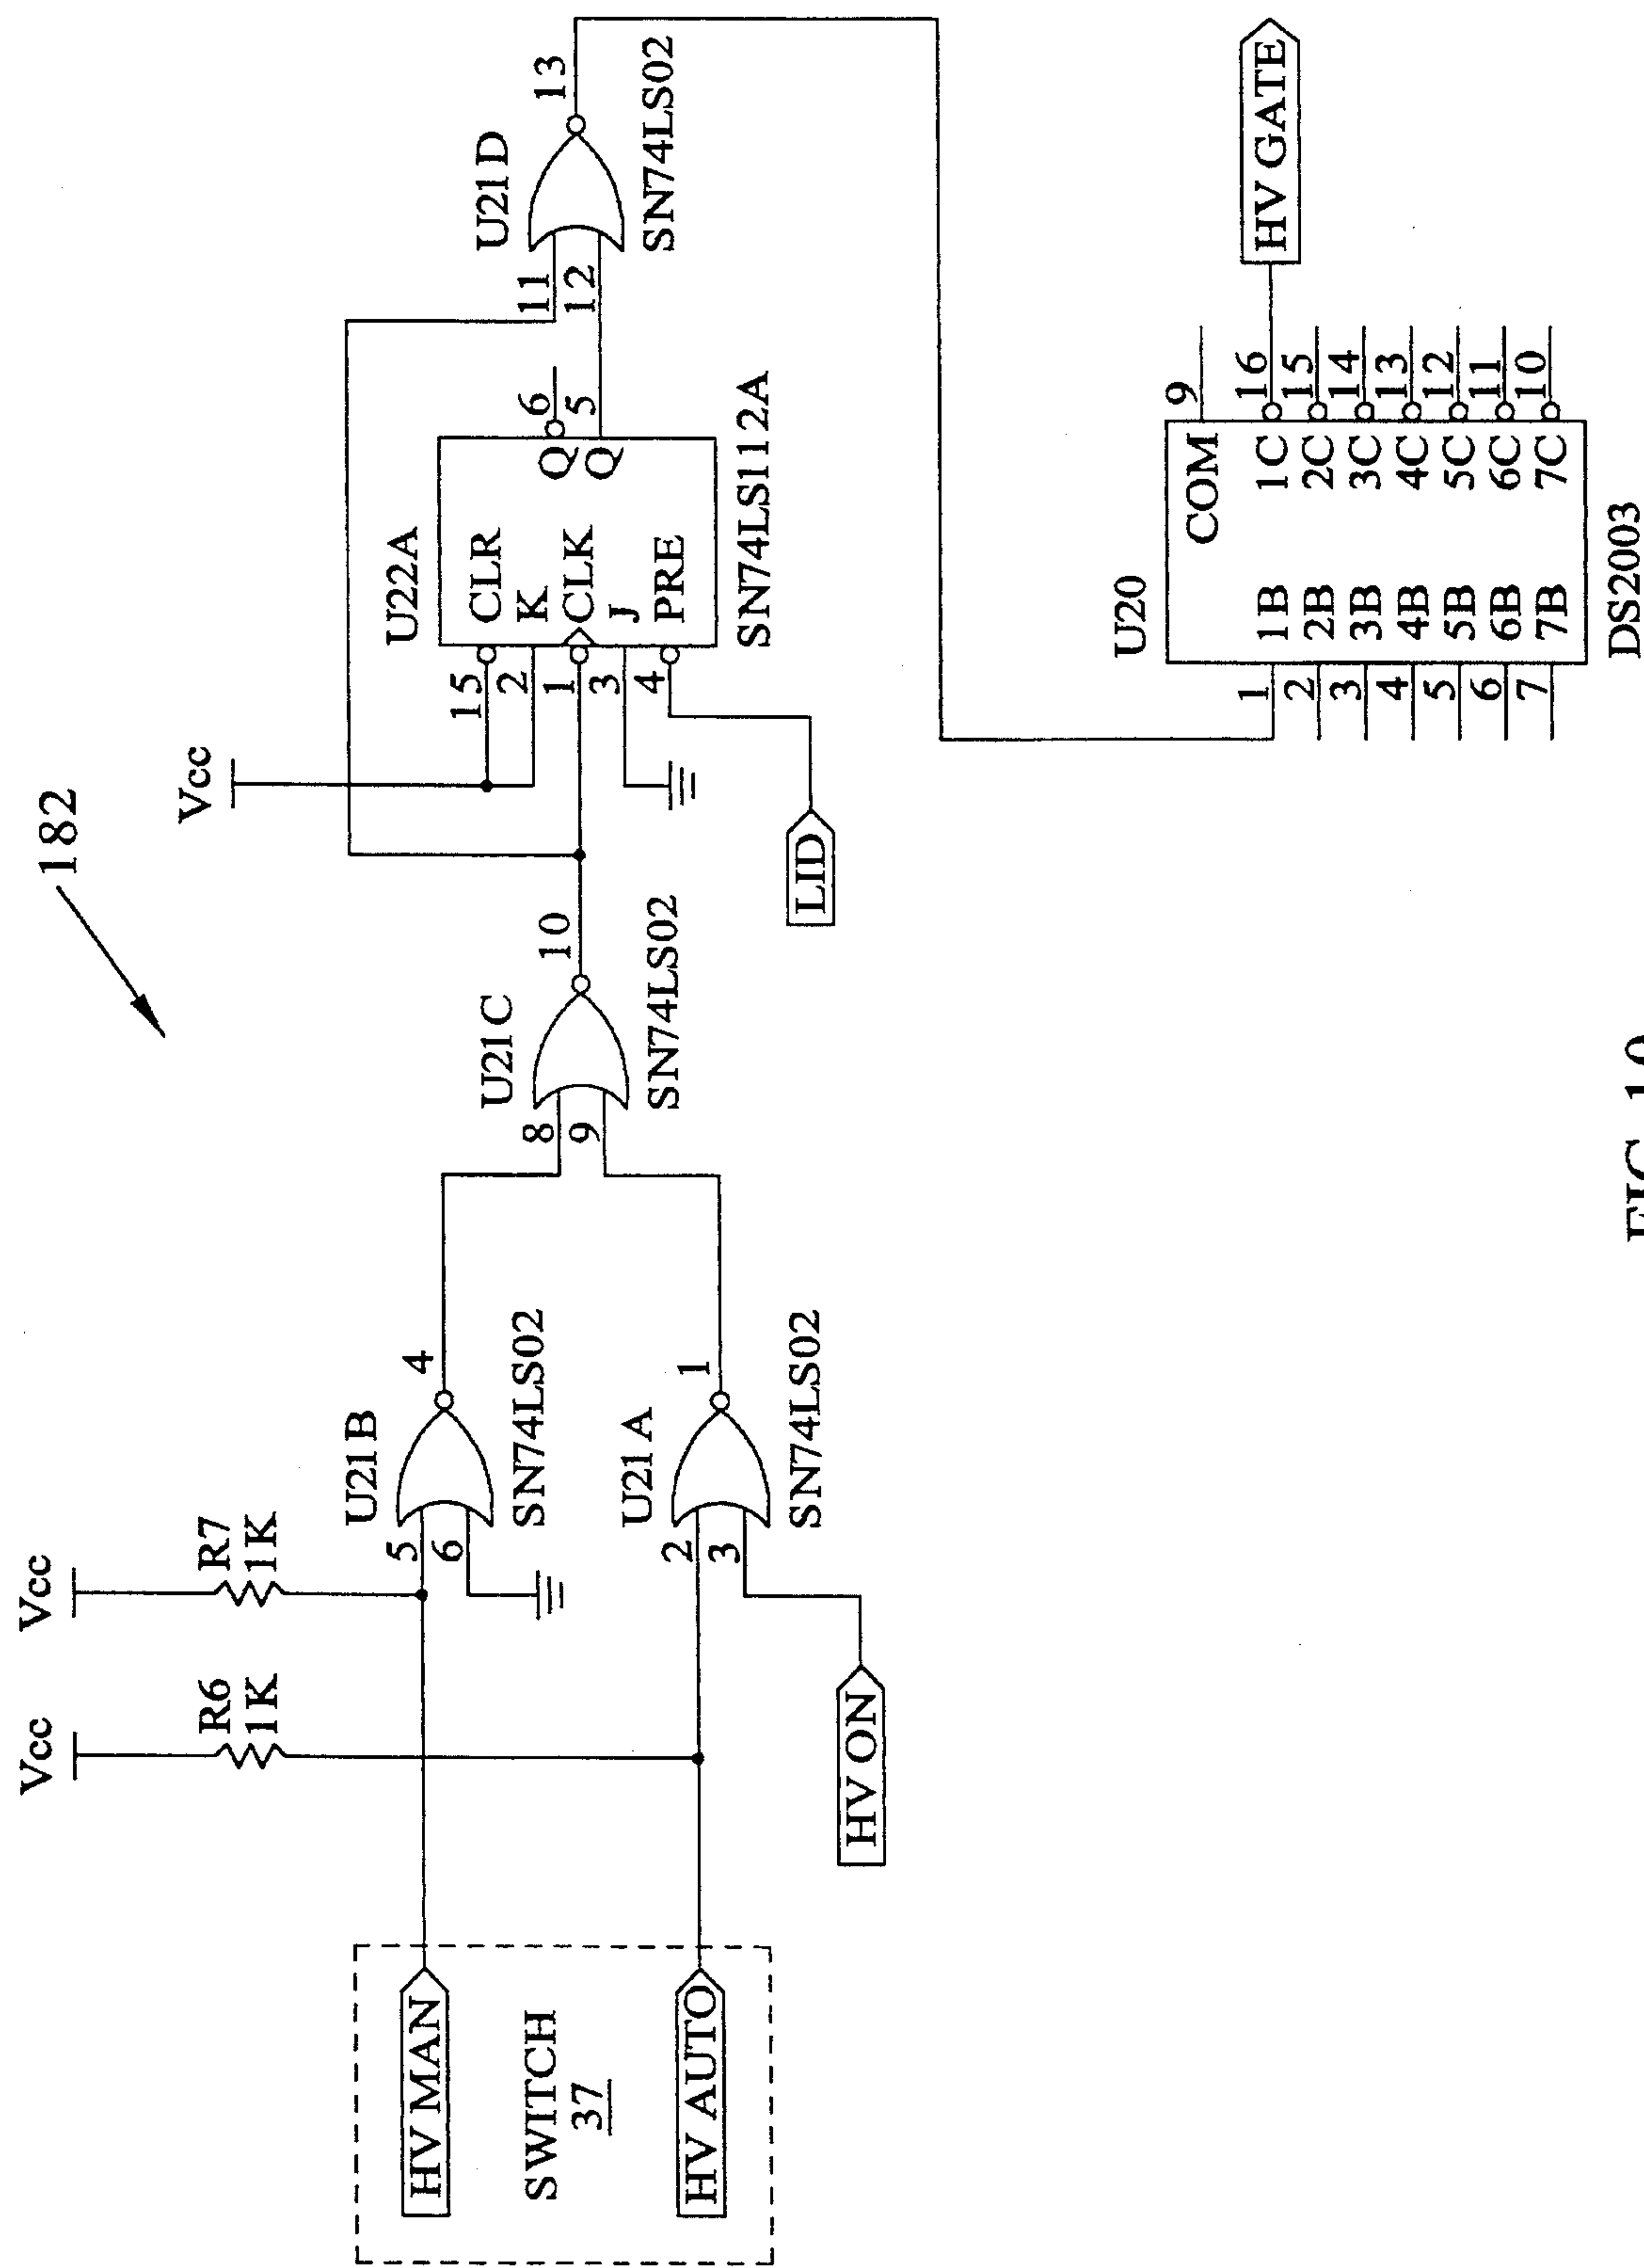 182
Vcc
Vcc
R6
1K
R7
1K
SWITCH
37
HV MAN
HV AUTO
HV ON
5
6
U21B
4
SN74LS02
2
3
U21A
1
SN74LS02
8
9
U21C
10
SN74LS02
Vcc
LID
U22A
15
2
1
3
4
CLR
K
CLK
J
PRE
Q
Q
6
5
SN74LS112A
11
12
U21D
13
SN74LS02
U20
1
2
3
4
5
6
7
1B
2B
3B
4B
5B
6B
7B
COM
1C
2C
3C
4C
5C
6C
7C
9
16
15
14
13
12
11
10
DS2003
HV GATE